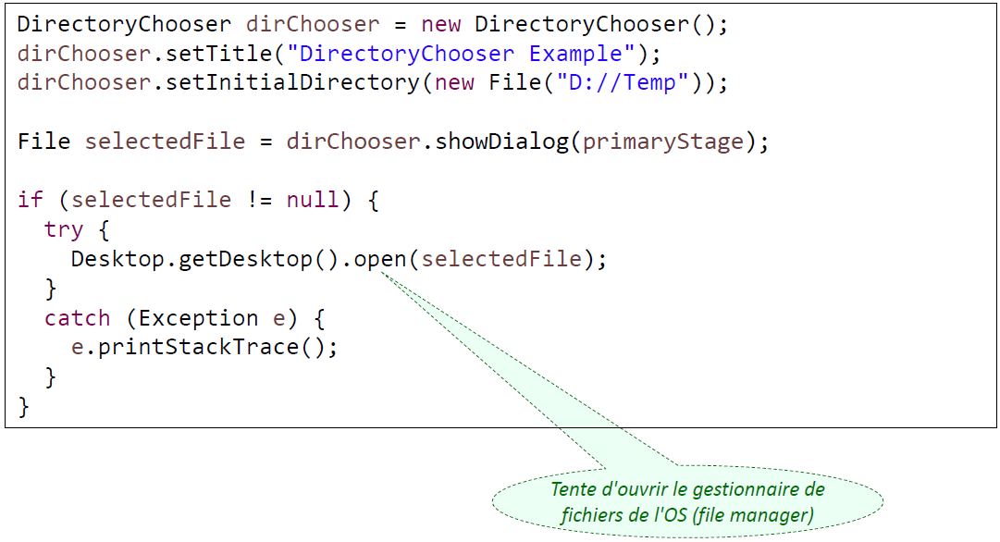 DirectoryChooser dirChooser = new DirectoryChooser();
dirChooser.setTitle("DirectoryChooser Example");
dirChooser.setInitialDirectory(new File("D://Temp"));
File selectedFile = dirChooser.showDialog(primaryStage);
if (selectedFile != null) {
  try {
    Desktop.getDesktop().open(selectedFile);
  }
  catch (Exception e) {
    e.printStackTrace();
  }
}
Tente d'ouvrir le gestionnaire de
fichiers de l'OS (file manager)